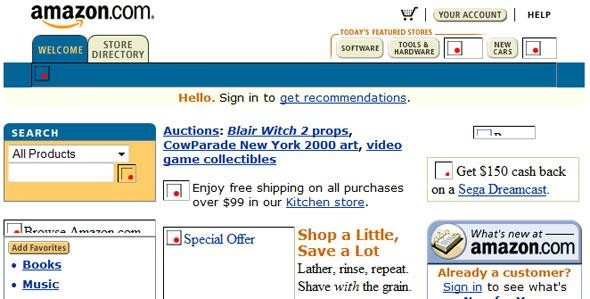 amazon.com.
YOUR ACCOUNT
HELP
TODAY'S FEATURED STORES
WELCOME
STORE DIRECTORY
SOFTWARE
TOOLS & HARDWARE
NEW CARS
Hello. Sign in to get recommendations.
SEARCH
All Products
Auctions: Blair Witch 2 props,
CowParade New York 2000 art, video
game collectibles
Enjoy free shipping on all purchases
over $99 in our Kitchen store.
Get $150 cash back
on a Sega Dreamcast.
Browse Amazon.com
Add Favorites
• Books
• Music
Special Offer
Shop a Little,
Save a Lot
Lather, rinse, repeat.
Shave with the grain.
What's new at
amazon.com
Already a customer?
Sign in to see what's